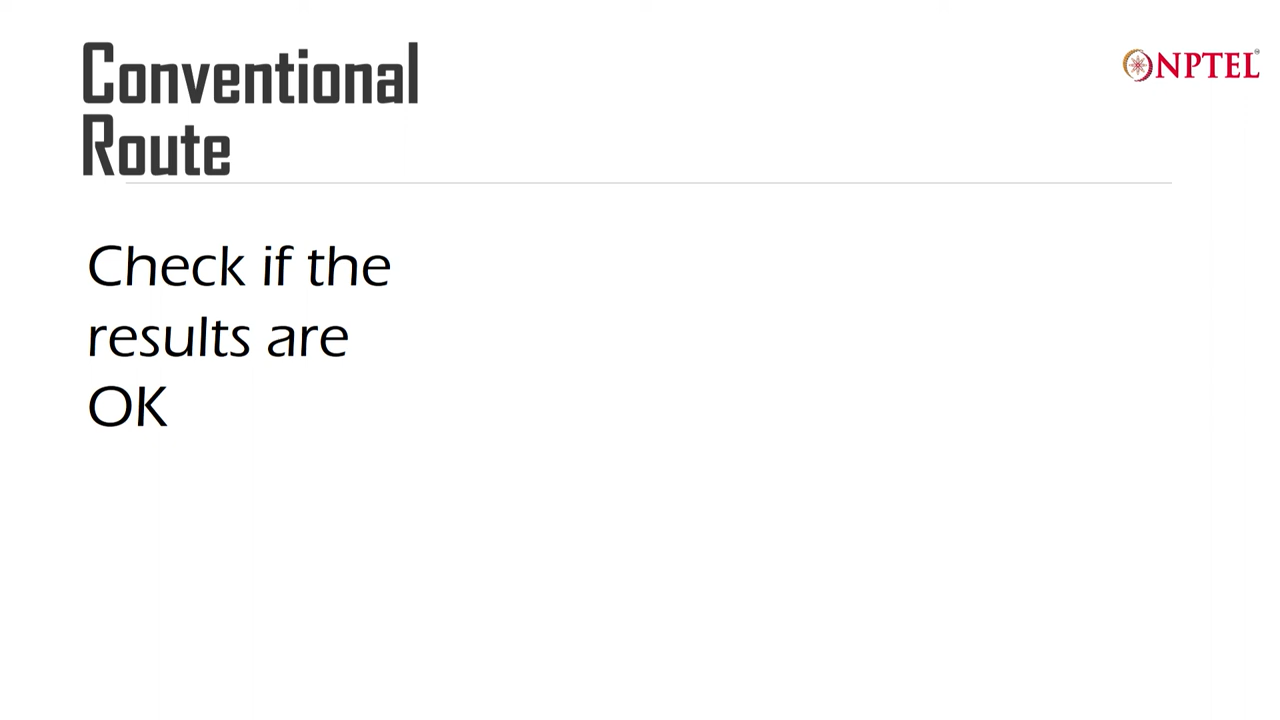 Conventional
Route
NPTEL
Check if the
results are
OK